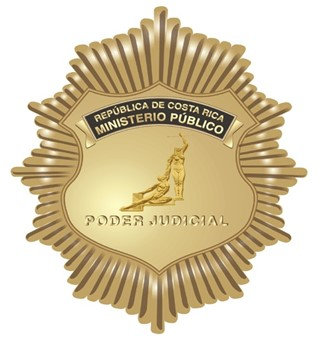 REPÚBLICA DE COSTA RICA
MINISTERIO PÚBLICO
PODER JUDICIAL